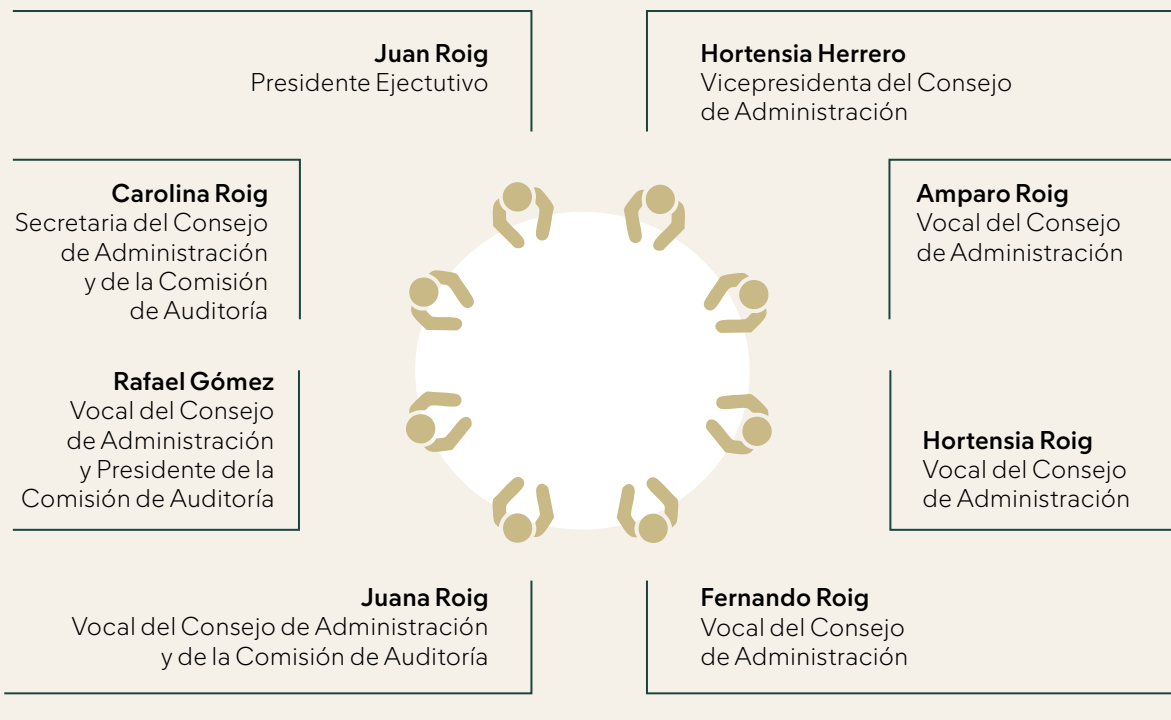 Juan Roig
Presidente Ejectutivo
Hortensia Herrero
Vicepresidenta del Consejo
de Administración
Carolina Roig
Secretaria del Consejo
de Administración
y de la Comisión
de Auditoría
Amparo Roig
Vocal del Consejo
de Administración
Rafael Gómez
Vocal del Consejo
de Administración
y Presidente de la
Comisión de Auditoría
Hortensia Roig
Vocal del Consejo
de Administración
Juana Roig
Vocal del Consejo de Administración
y de la Comisión de Auditoría
Fernando Roig
Vocal del Consejo
de Administración